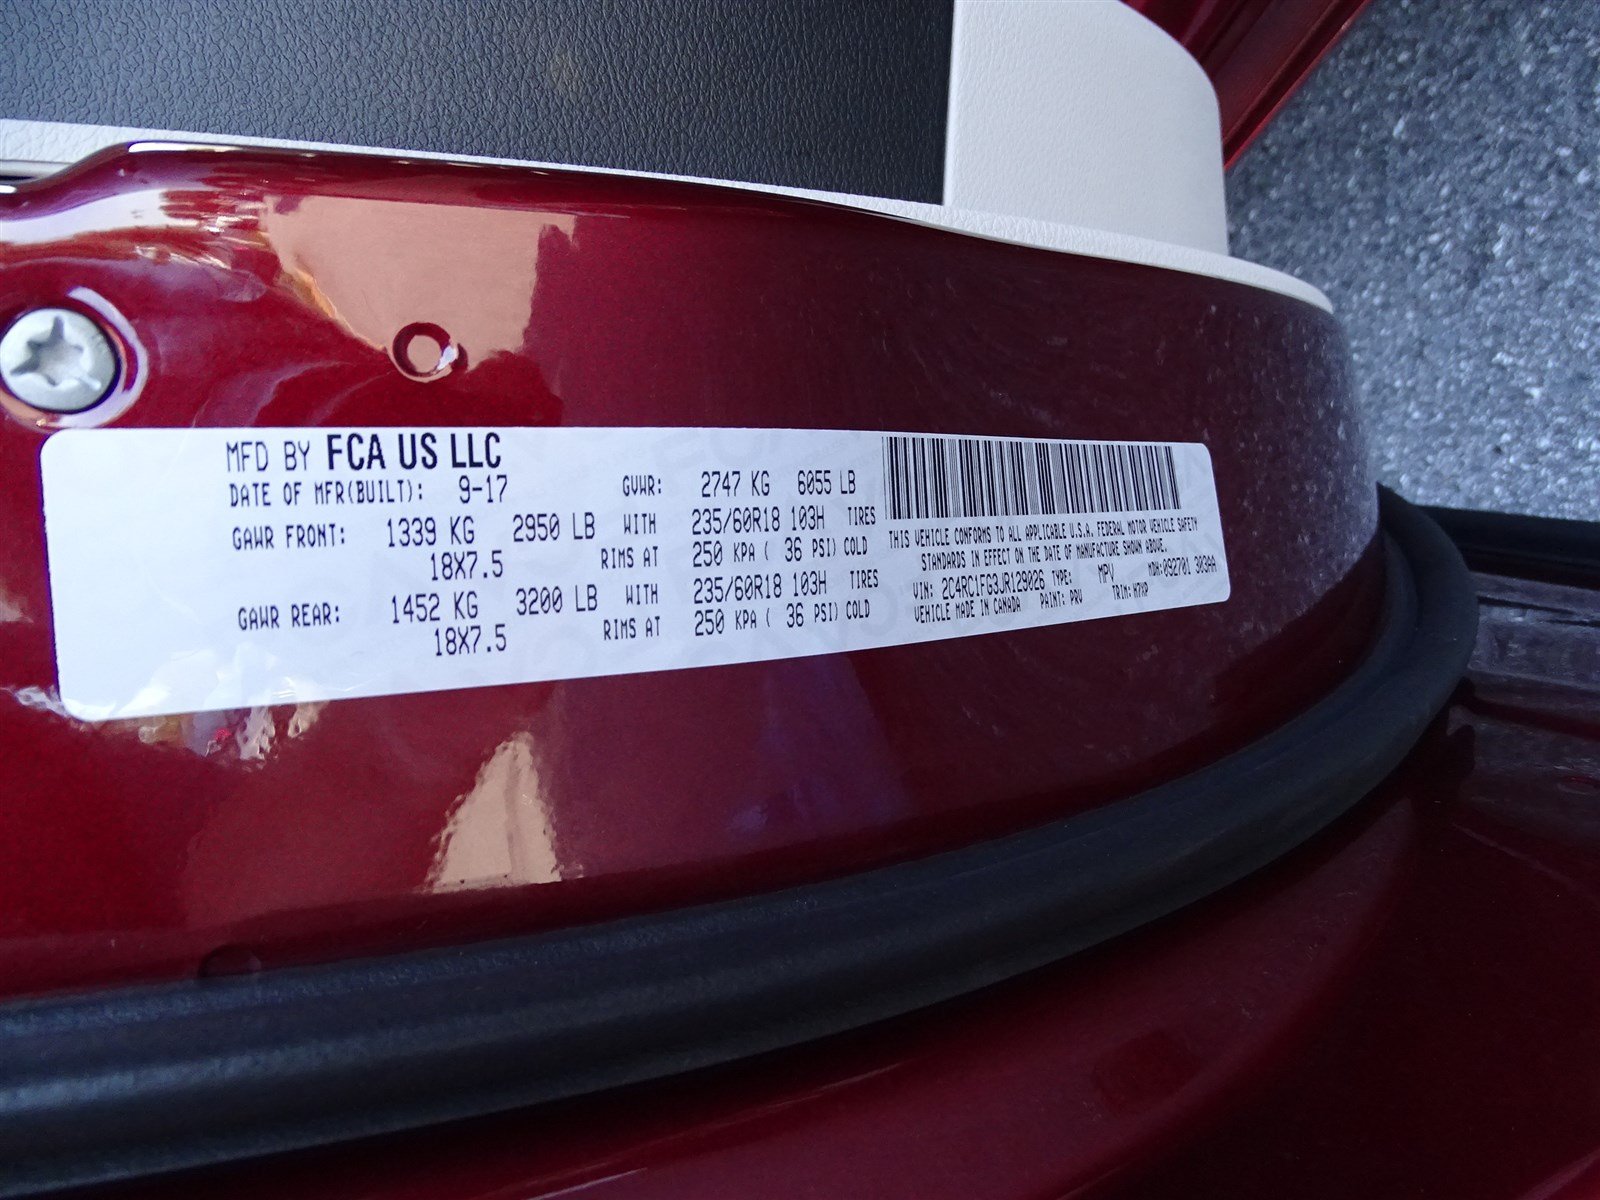 MFD BY FCA US LLC
DATE OF MFR(BUILT): 9-17 GVWR: 2747 KG 6055 LB
GAWR FRONT: 1339 KG 2950 LB WITH 235/60R18 103H TIRES
18X7.5 RIMS AT 250 KPA ( 36 PSI) COLD
GAWR REAR: 1452 KG 3200 LB WITH 235/60R18 103H TIRES
18X7.5 RIMS AT 250 KPA ( 36 PSI) COLD
THIS VEHICLE CONFORMS TO ALL APPLICABLE U.S.A. FEDERAL MOTOR VEHICLE SAFETY
STANDARDS IN EFFECT ON THE DATE OF MANUFACTURE SHOWN ABOVE.
VIN: 2C4RC1FG3JR129026 TYPE: MPV MDH: 092701 303AA
VEHICLE MADE IN CANADA PAINT: PRV TRIM: